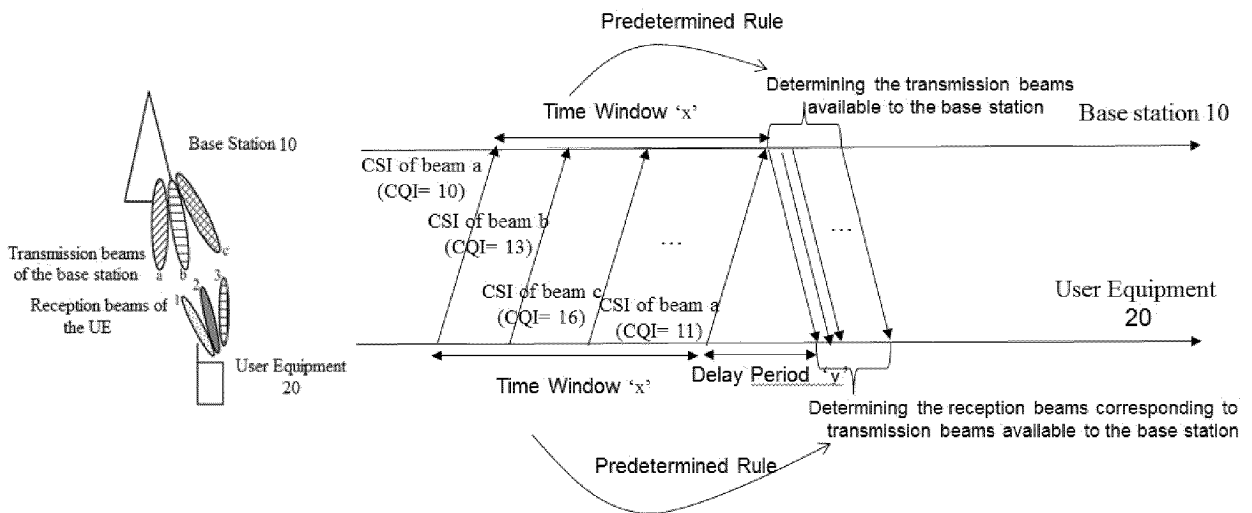 Predetermined Rule
Determining the transmission beams
available to the base station
Time Window ‘x’
Base station 10
Base Station 10
CSI of beam a
(CQI= 10)
CSI of beam b
(CQI= 13)
...
...
Transmission beams
of the base station
a
b
c
Reception beams of
the UE
1
2
3
CSI of beam c
(CQI= 16)
CSI of beam a
(CQI= 11)
User Equipment
20
User Equipment
20
Time Window ‘x’
Delay Period ‘y’
Determining the reception beams corresponding to
transmission beams available to the base station
Predetermined Rule